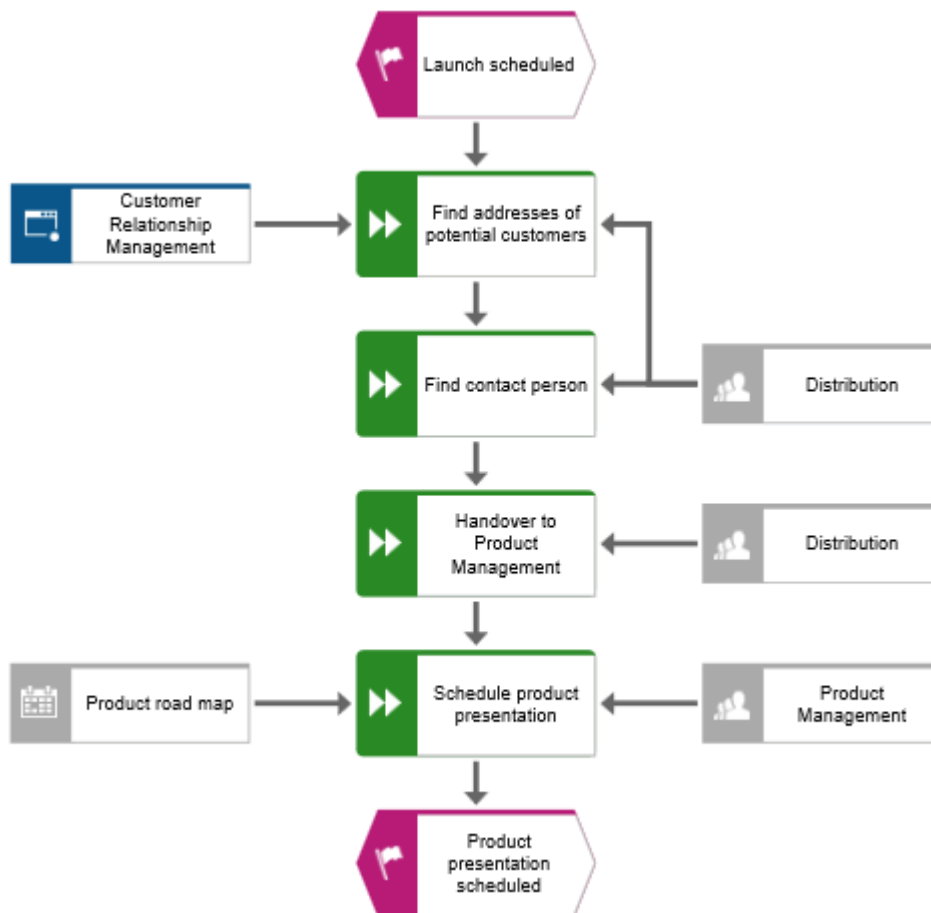 Launch scheduled
Customer
Relationship
Management
Find addresses of
potential customers
Find contact person
Distribution
Handover to
Product
Management
Distribution
Product road map
Schedule product
presentation
Product
Management
Product
presentation
scheduled